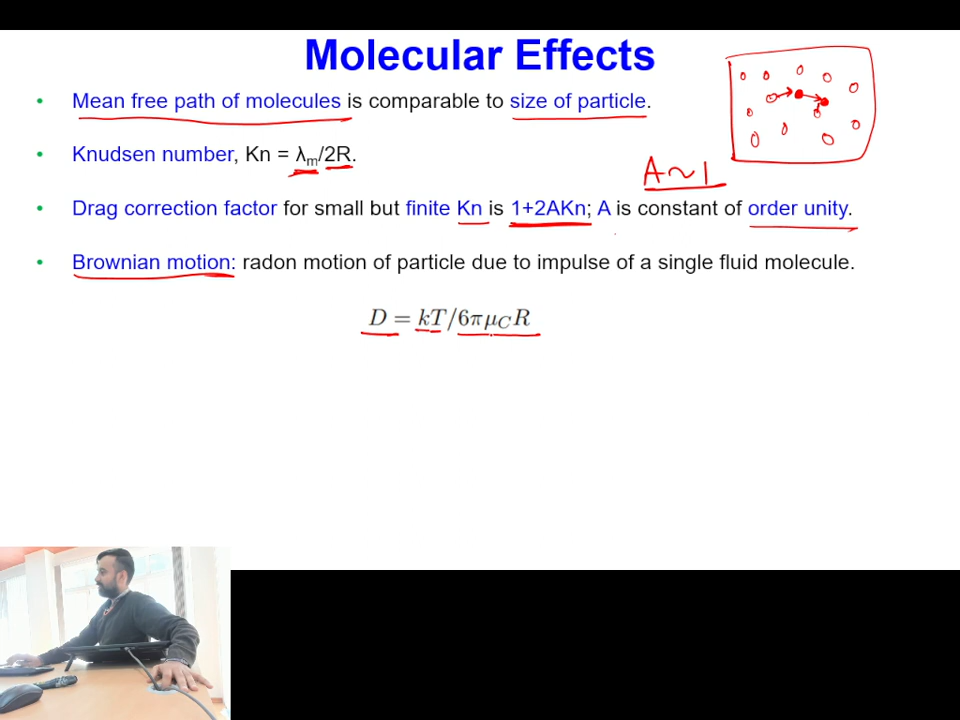 Molecular Effects
• Mean free path of molecules is comparable to size of particle.
• Knudsen number, Kn = λm/2R.
A~1
• Drag correction factor for small but finite Kn is 1+2AKn; A is constant of order unity.
• Brownian motion: radon motion of particle due to impulse of a single fluid molecule.
D = kT/6πμCR